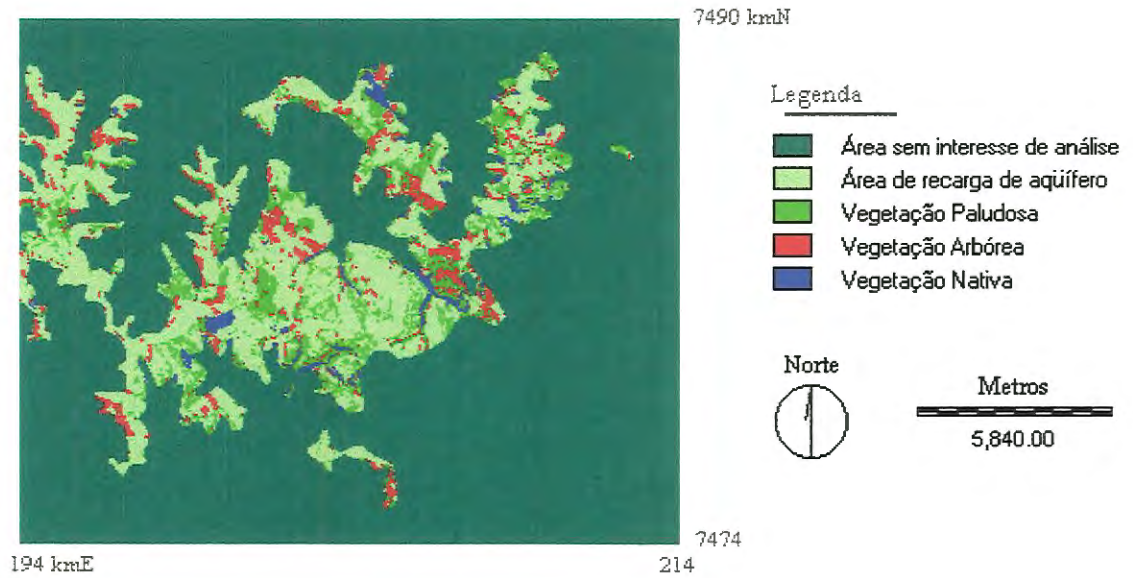 7490 kmN
Legenda
Área sem interesse de análise
Área de recarga de aqüífero
Vegetação Paludosa
Vegetação Arbórea
Vegetação Nativa
Norte
Metros
5,840.00
7474
194 kmE
214